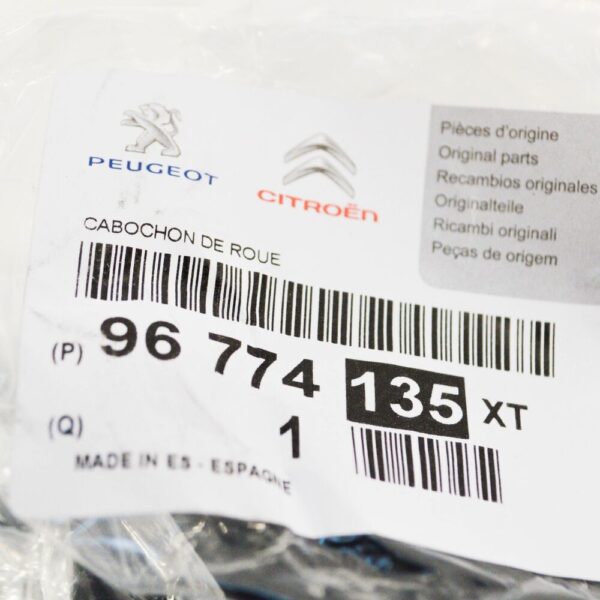 PEUGEOT
CITROËN
Pièces d'origine
Original parts
Recambios originales
Originalteile
Ricambi originali
Peças de origem
CABOCHON DE ROUE
(P) 96 774 135 XT
(Q) 1
MADE IN ES - ESPAGNE